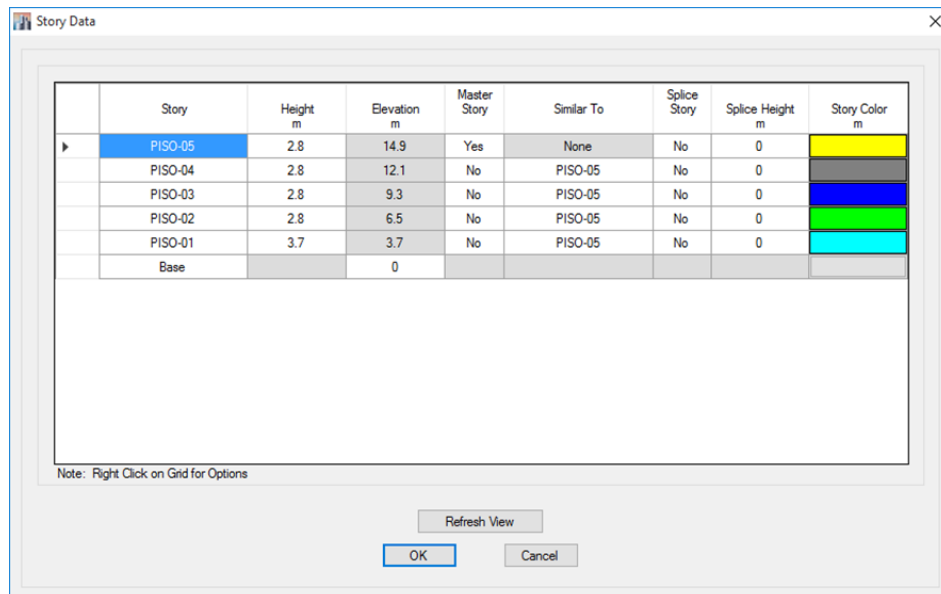 Story Data
Story Height m Elevation m Master Story Similar To Splice Story Splice Height m Story Color m
PISO-05 2.8 14.9 Yes None No 0
PISO-04 2.8 12.1 No PISO-05 No 0
PISO-03 2.8 9.3 No PISO-05 No 0
PISO-02 2.8 6.5 No PISO-05 No 0
PISO-01 3.7 3.7 No PISO-05 No 0
Base 0
Note: Right Click on Grid for Options
Refresh View
OK Cancel